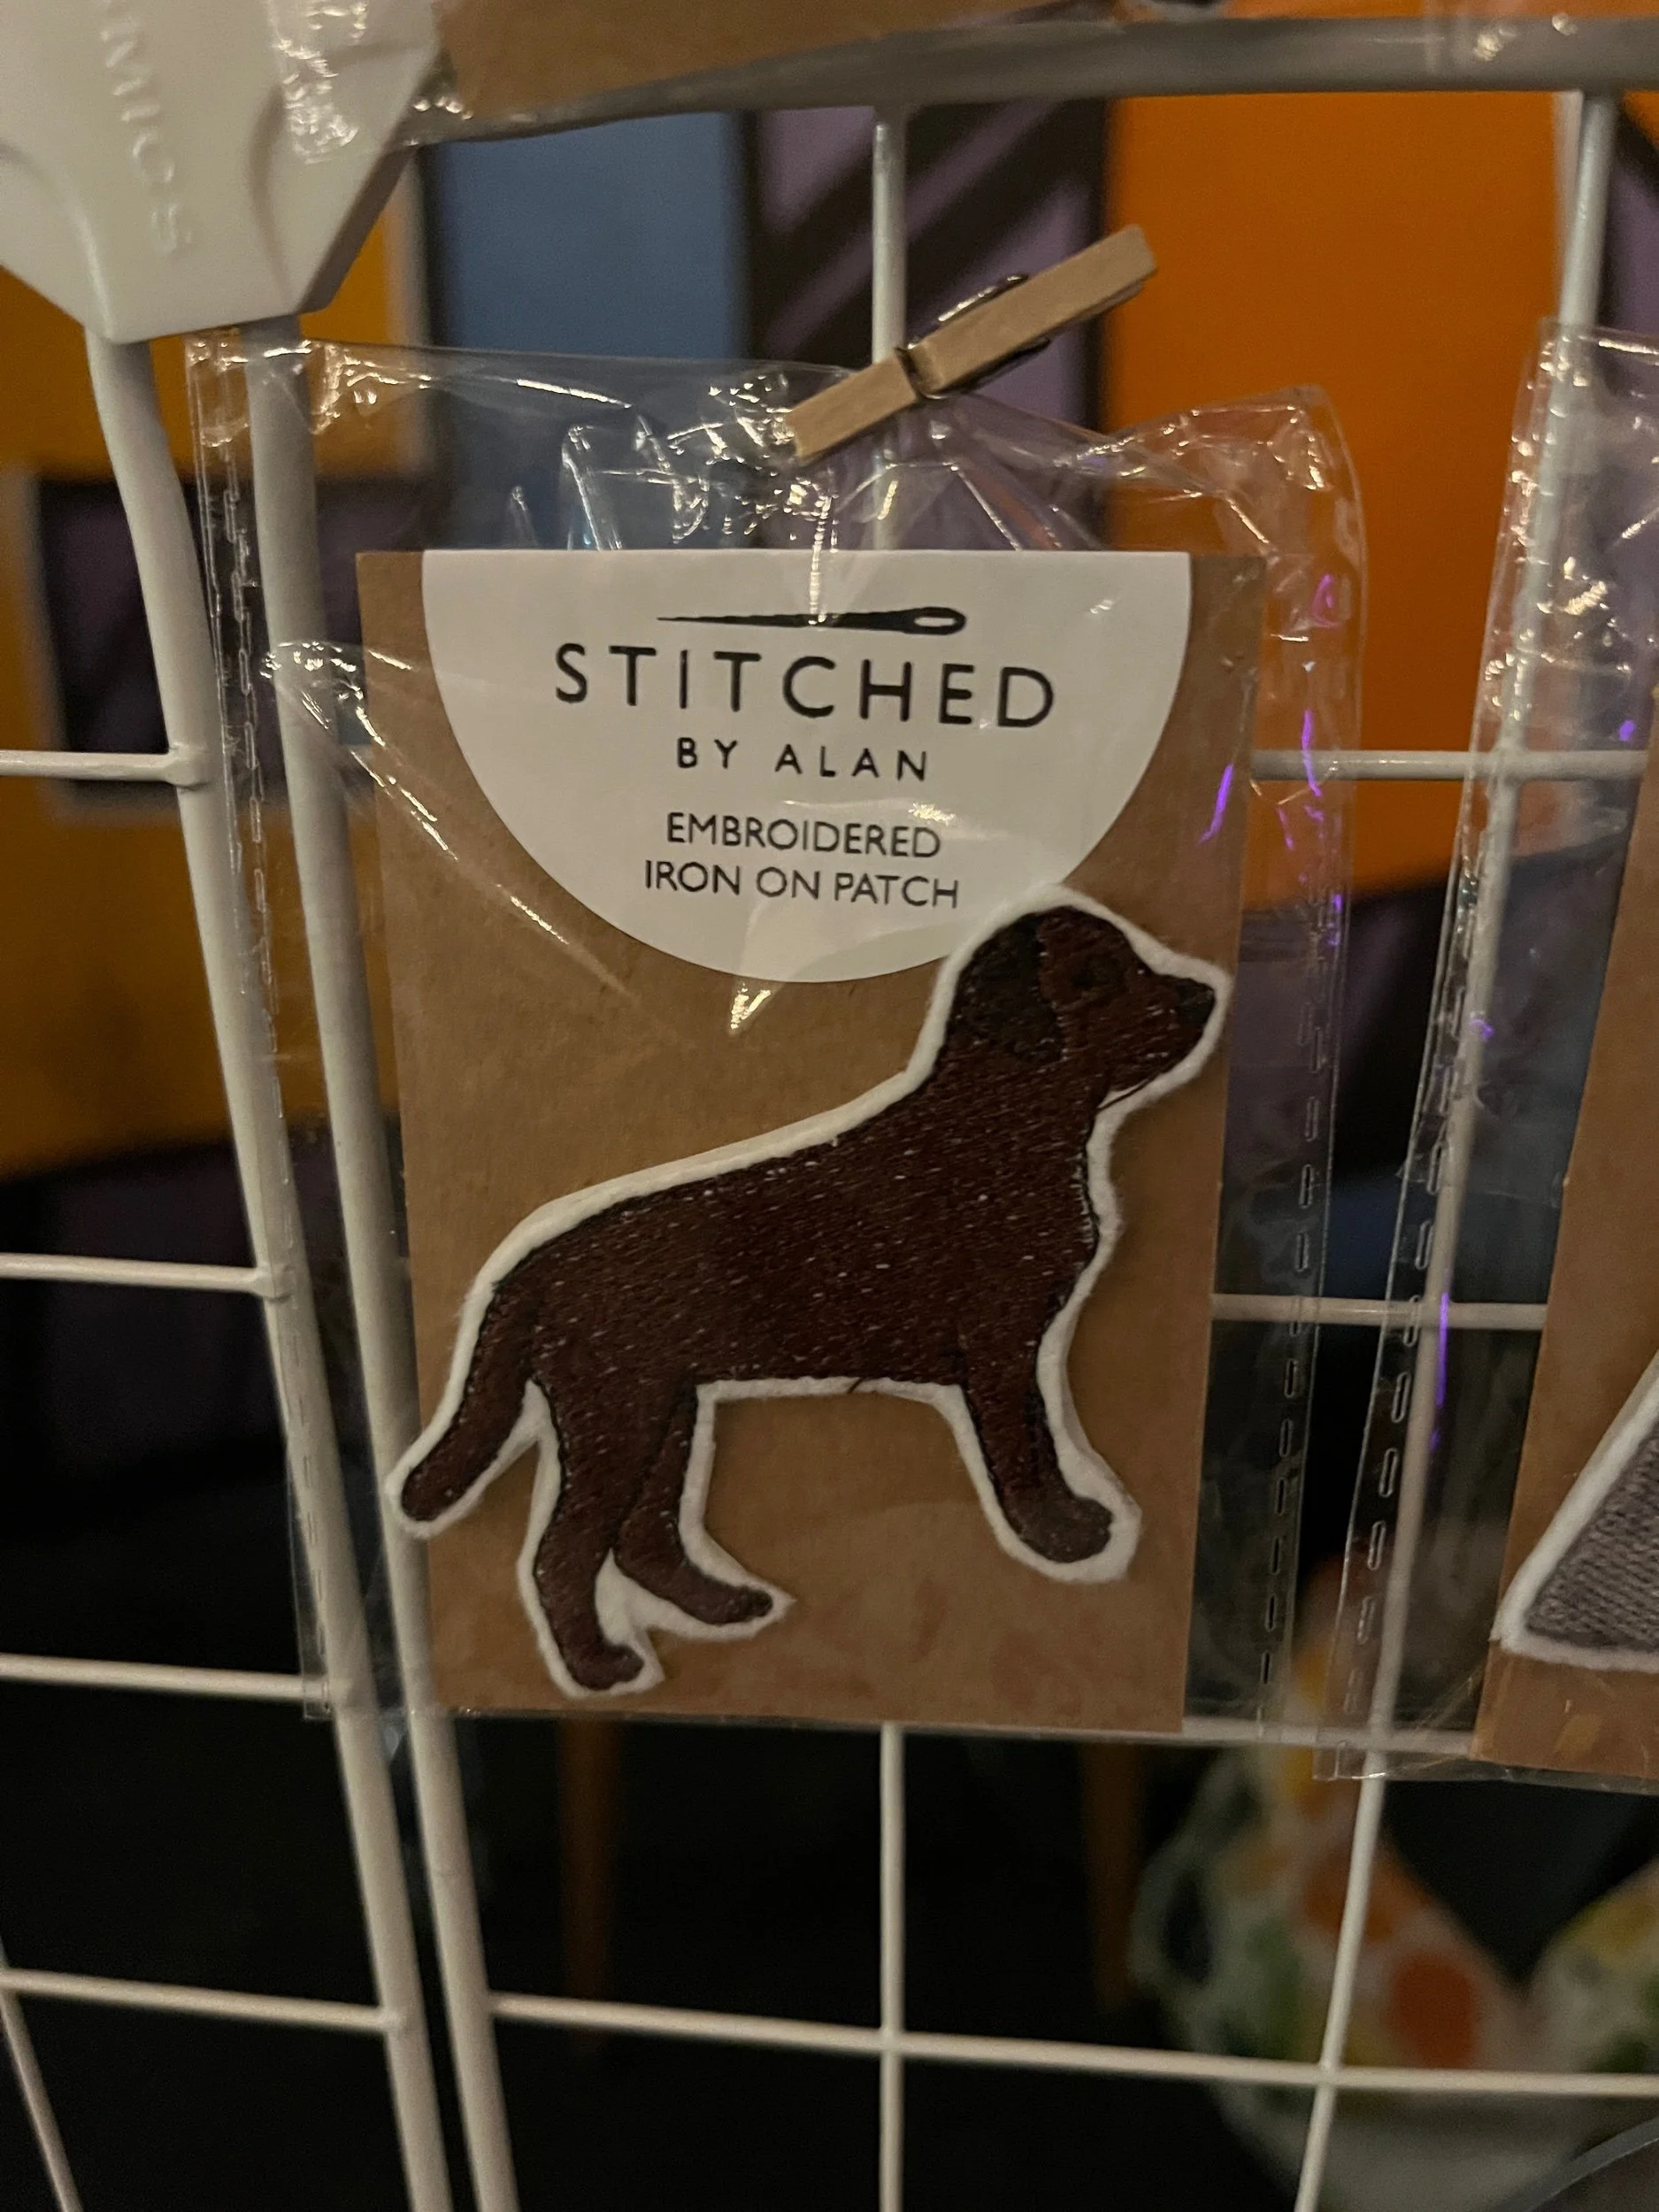 STITCHED
BY ALAN
EMBROIDERED
IRON ON PATCH